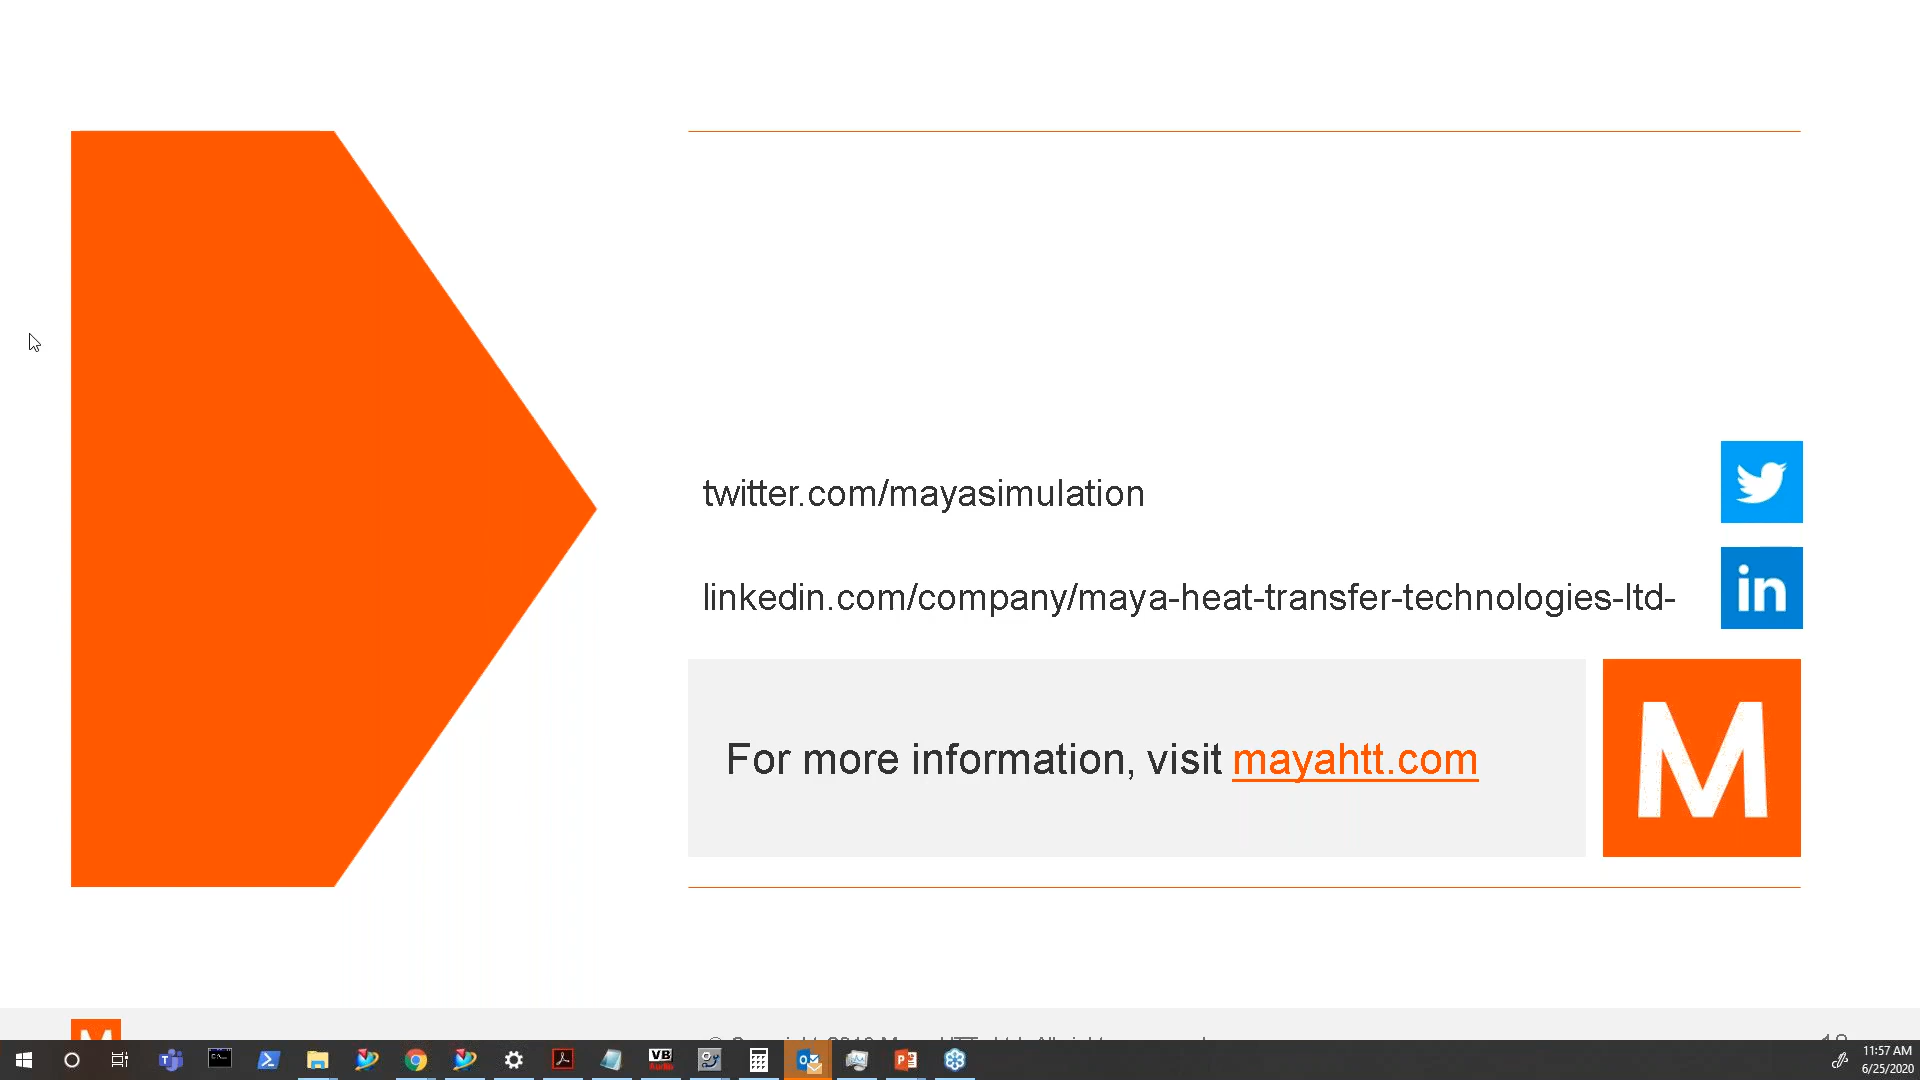 twitter.com/mayasimulation
in
linkedin.com/company/maya-heat-transfer-technologies-ltd-
For more information, visit mayahtt.com
M
VB
11:57 AM
6/25/2020